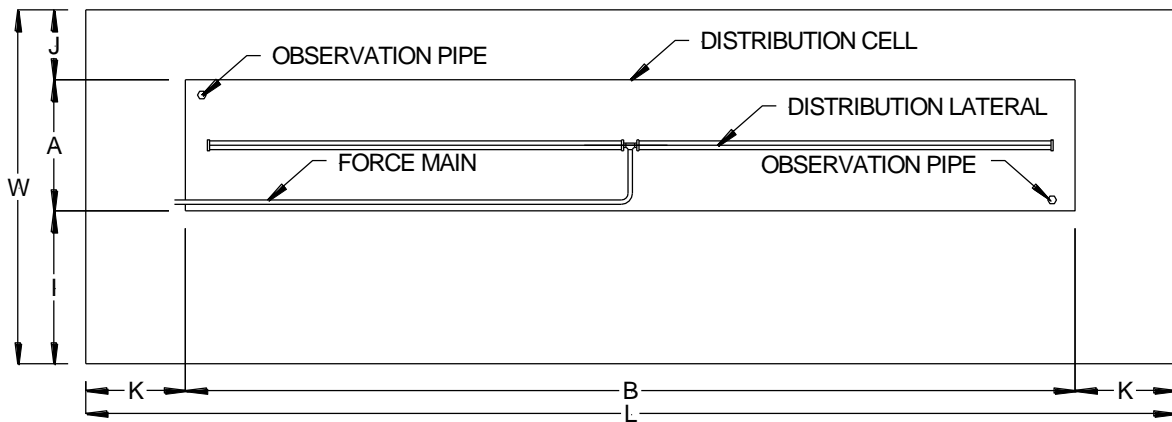 J
OBSERVATION PIPE
DISTRIBUTION CELL
A
DISTRIBUTION LATERAL
W
FORCE MAIN
OBSERVATION PIPE
I
K
B
K
L